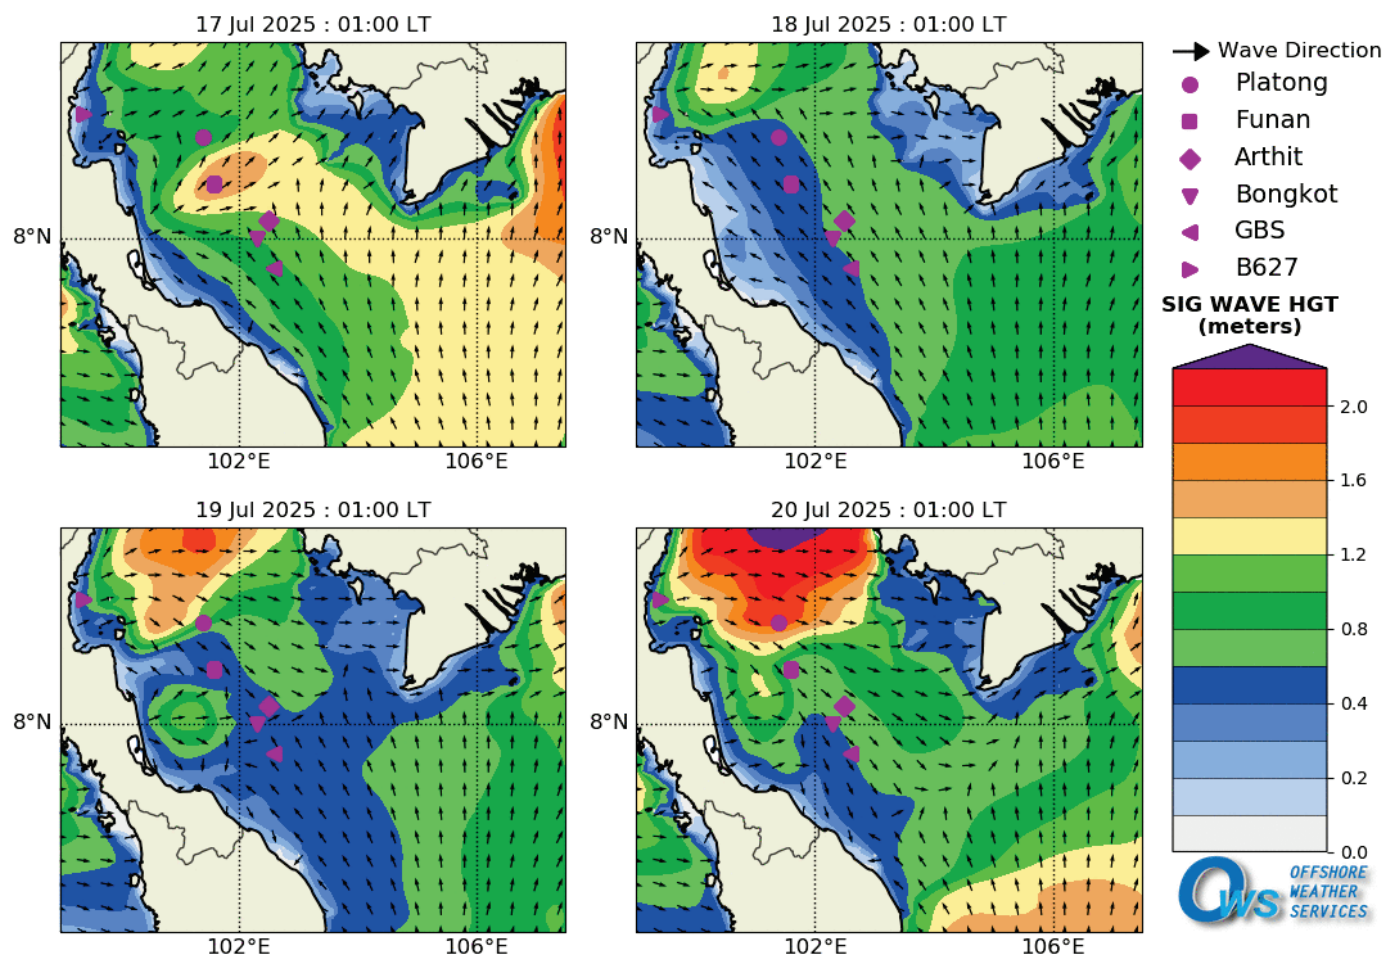 17 Jul 2025 : 01:00 LT
18 Jul 2025 : 01:00 LT
8°N
102°E
106°E
102°E
106°E
19 Jul 2025 : 01:00 LT
20 Jul 2025 : 01:00 LT
8°N
8°N
102°E
106°E
102°E
106°E
Wave Direction
Platong
Funan
Arthit
Bongkot
GBS
B627
SIG WAVE HGT
(meters)
2.0
1.6
1.2
0.8
0.4
0.2
0.0
OWS
OFFSHORE
WEATHER
SERVICES